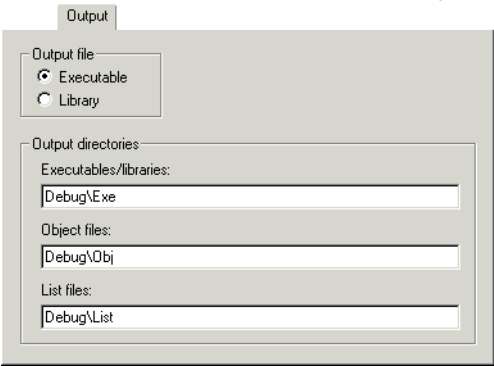 Output
Output file
Executable
Library
Output directories
Executables/libraries:
Debug\Exe
Object files:
Debug\Obj
List files:
Debug\List